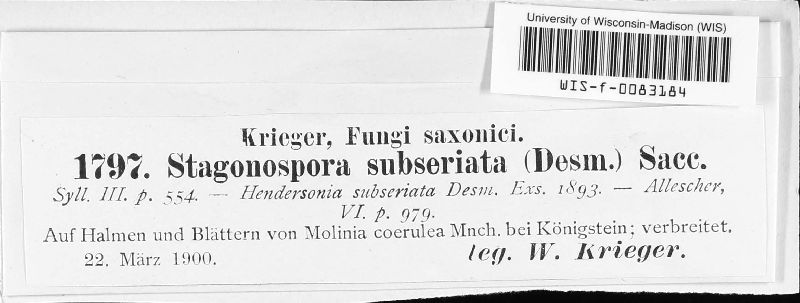 University of Wisconsin-Madison (WIS)
WIS-f-0083184
Krieger, Fungi saxonici.
1797. Stagonospora subseriata (Desm.) Sacc.
Syll. III. p. 554. — Hendersonia subseriata Desm. Exs. 1893. — Allescher,
VI. p. 979.
Auf Halmen und Blättern von Molinia coerulea Mnch. bei Königstein; verbreitet.
22. März 1900. leg. W. Krieger.